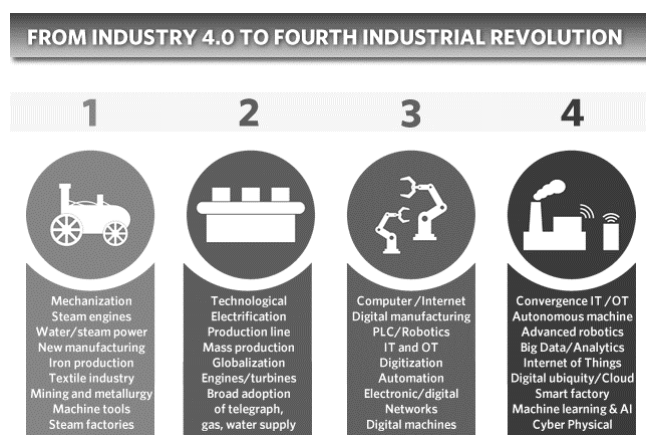 FROM INDUSTRY 4.0 TO FOURTH INDUSTRIAL REVOLUTION
1
2
3
4
Mechanization
Steam engines
Water/steam power
New manufacturing
Iron production
Textile industry
Mining and metallurgy
Machine tools
Steam factories
Technological
Electrification
Production line
Mass production
Globalization
Engines/turbines
Broad adoption
of telegraph,
gas, water supply
Computer/Internet
Digital manufacturing
PLC/Robotics
IT and OT
Digitization
Automation
Electronic/digital
Networks
Digital machines
Convergence IT/OT
Autonomous machine
Advanced robotics
Big Data/Analytics
Internet of Things
Digital ubiquity/Cloud
Smart factory
Machine learning & AI
Cyber Physical